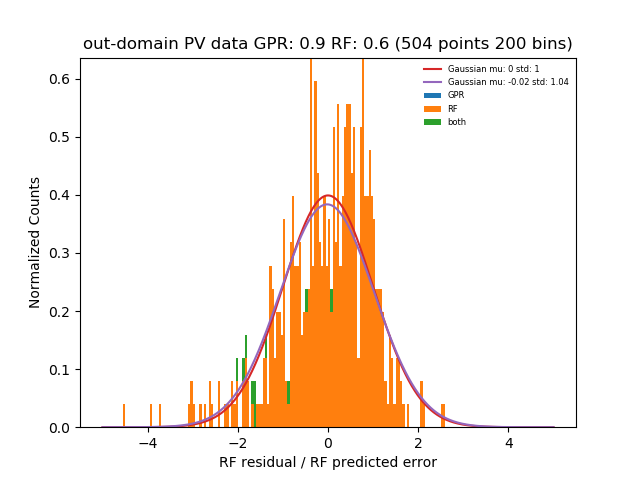 out-domain PV data GPR: 0.9 RF: 0.6 (504 points 200 bins)
Gaussian mu: 0 std: 1
Gaussian mu: -0.02 std: 1.04
GPR
RF
both
Normalized Counts
0.6
0.5
0.4
0.3
0.2
0.1
0.0
−4 −2 0 2 4
RF residual / RF predicted error